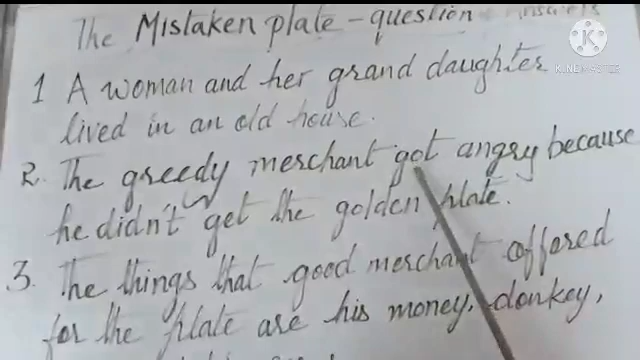 The Mistaken plate - question answers
KINEMASTER
1 A woman and her grand daughter
lived in an old house.
2. The greedy merchant got angry because
he didn't get the golden plate.
3. The things that good merchant offered
for the plate are his money, donkey,